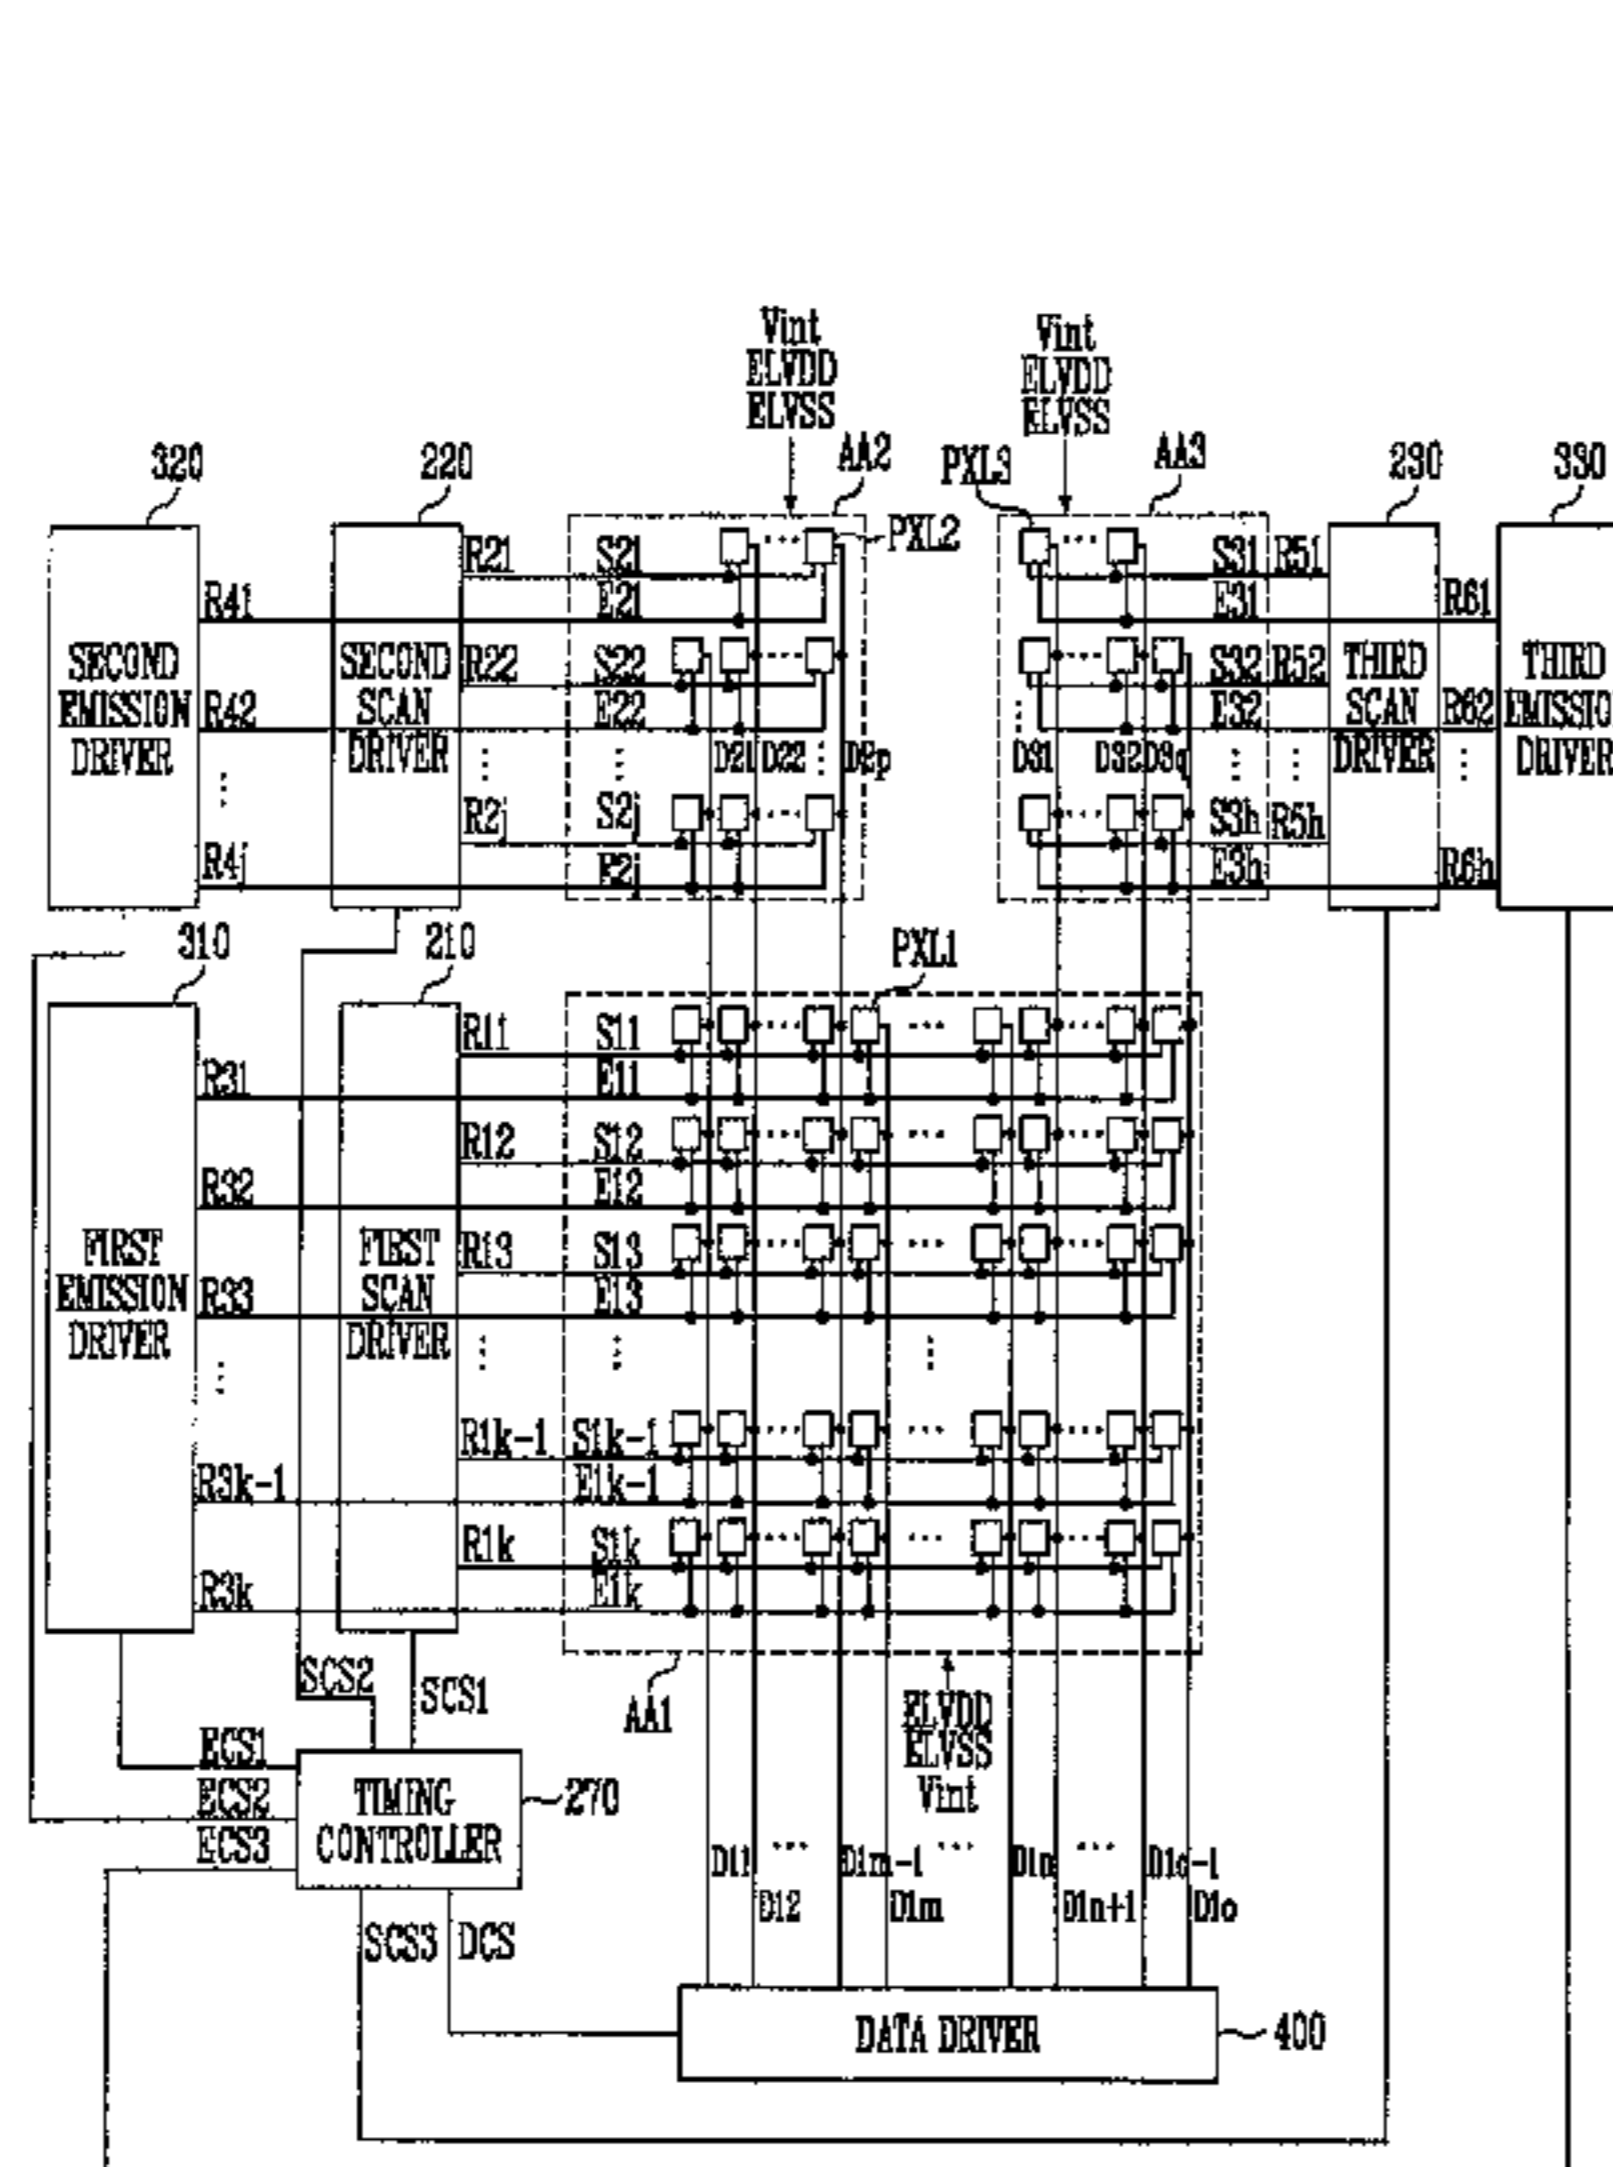 Vint
ELVDD
ELVSS
Vint
ELVDD
ELVSS
320
220
AA2
PXL3
AA3
230
330
PXL2
R21
S21
S31
R51
R41
E21
E31
R61
SECOND
EMISSION
DRIVER
SECOND
SCAN
DRIVER
R22
S22
S32
R52
THIRD
SCAN
DRIVER
THIRD
DRIVER
R42
E22
E32
R62
D21
D22
D2p
D31
D32
D3q
R2j
S2j
S3h
R5h
R4j
E2j
E3h
R6h
310
210
PXL1
R11
S11
R31
E11
R12
S12
R32
E12
FIRST
EMISSION
DRIVER
FIRST
SCAN
DRIVER
R13
S13
R33
E13
R1k-1
S1k-1
R3k-1
E1k-1
R1k
S1k
R3k
E1k
SCS2
SCS1
AA1
ELVDD
ELVSS
Vint
ECS1
ECS2
ECS3
TIMING
CONTROLLER
270
D11
D12
D1m-1
D1m
D1n
D1n+1
D1o-1
D1o
SCS3
DCS
DATA DRIVER
400